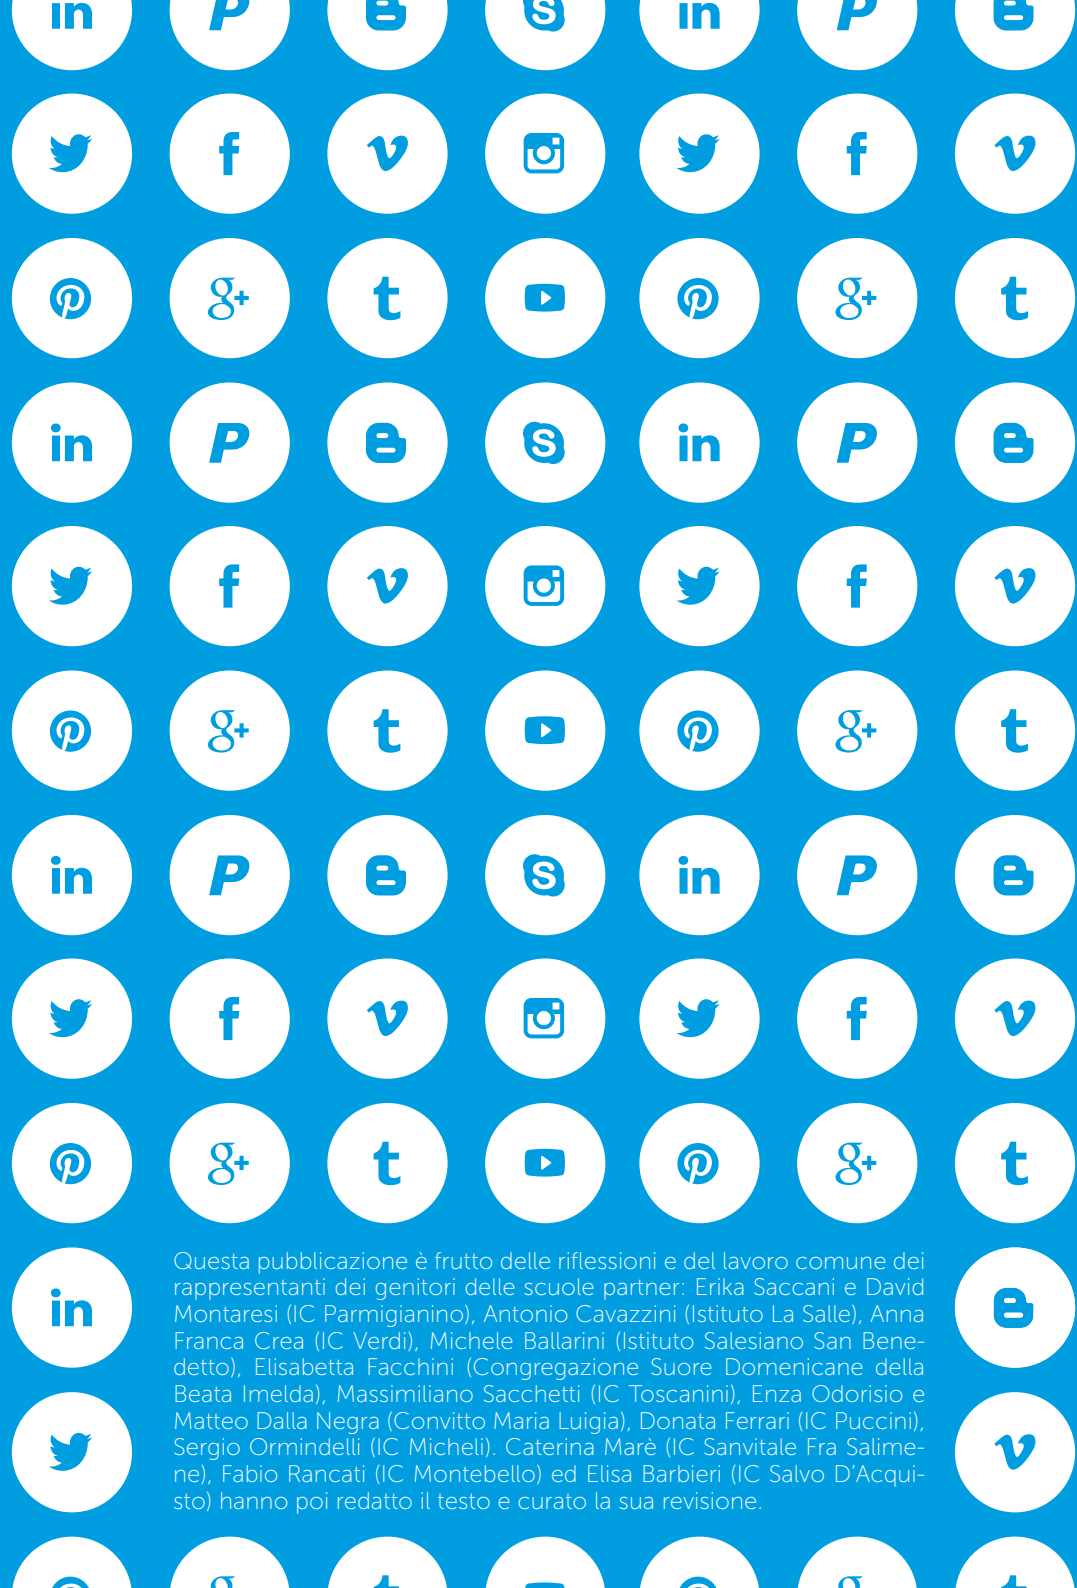 Questa pubblicazione è frutto delle riflessioni e del lavoro comune dei
rappresentanti dei genitori delle scuole partner: Erika Saccani e David
Montaresi (IC Parmigianino), Antonio Cavazzini (Istituto La Salle), Anna
Franca Crea (IC Verdi), Michele Ballarini (Istituto Salesiano San Bene-
detto), Elisabetta Facchini (Congregazione Suore Domenicane della
Beata Imelda), Massimiliano Sacchetti (IC Toscanini), Enza Odorisio e
Matteo Dalla Negra (Convitto Maria Luigia), Donata Ferrari (IC Puccini),
Sergio Ormindelli (IC Micheli). Caterina Marè (IC Sanvitale Fra Salime-
ne), Fabio Rancati (IC Montebello) ed Elisa Barbieri (IC Salvo D'Acqui-
sto) hanno poi redatto il testo e curato la sua revisione.